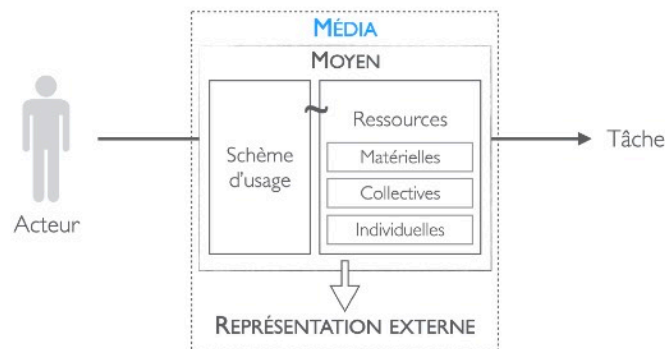 MÉDIA
MOYEN
~
Ressources
Schème
d'usage
Matérielles
Collectives
Individuelles
Acteur
Tâche
REPRÉSENTATION EXTERNE